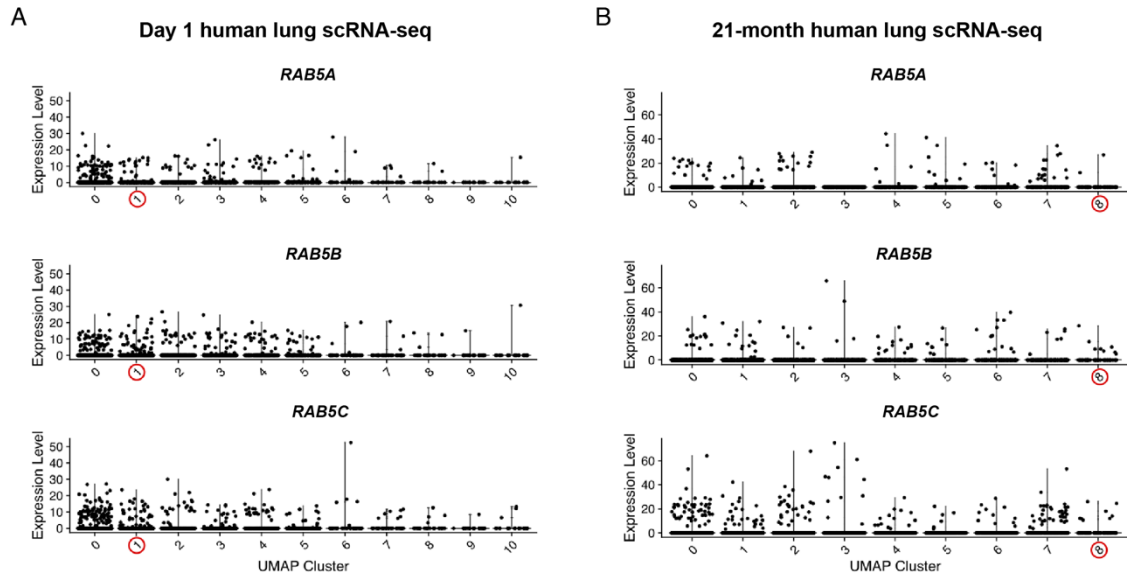 A
Day 1 human lung scRNA-seq
RAB5A
Expression Level
50
40
30
20
10
0
0 1 2 3 4 5 6 7 8 9 10
RAB5B
Expression Level
50
40
30
20
10
0
0 1 2 3 4 5 6 7 8 9 10
RAB5C
Expression Level
50
40
30
20
10
0
0 1 2 3 4 5 6 7 8 9 10
UMAP Cluster
B
21-month human lung scRNA-seq
RAB5A
Expression Level
60
40
20
0
0 1 2 3 4 5 6 7 8
RAB5B
Expression Level
60
40
20
0
0 1 2 3 4 5 6 7 8
RAB5C
Expression Level
60
40
20
0
0 1 2 3 4 5 6 7 8
UMAP Cluster